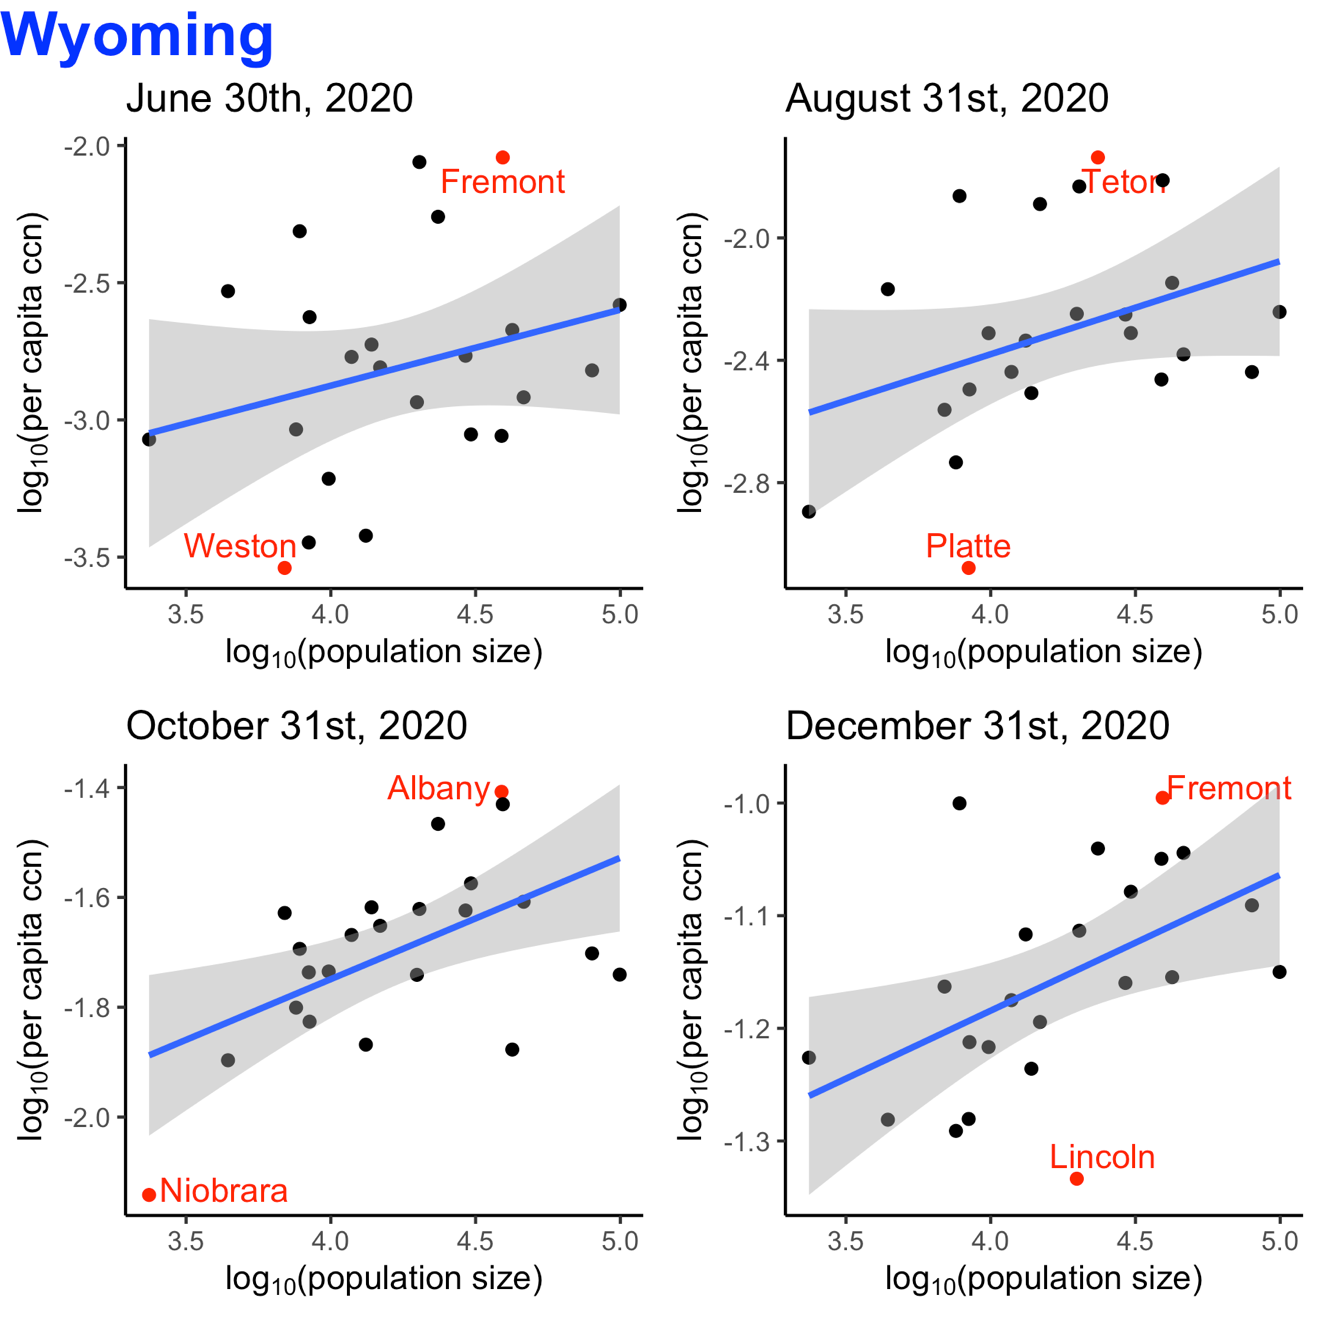 Wyoming
June 30th, 2020
log10(per capita ccn)
-2.0
-2.5
-3.0
-3.5
Fremont
Weston
3.5 4.0 4.5 5.0
log10(population size)
August 31st, 2020
log10(per capita ccn)
-2.0
-2.4
-2.8
Teton
Platte
3.5 4.0 4.5 5.0
log10(population size)
October 31st, 2020
log10(per capita ccn)
-1.4
-1.6
-1.8
-2.0
Albany
Niobrara
3.5 4.0 4.5 5.0
log10(population size)
December 31st, 2020
log10(per capita ccn)
-1.0
-1.1
-1.2
-1.3
Fremont
Lincoln
3.5 4.0 4.5 5.0
log10(population size)